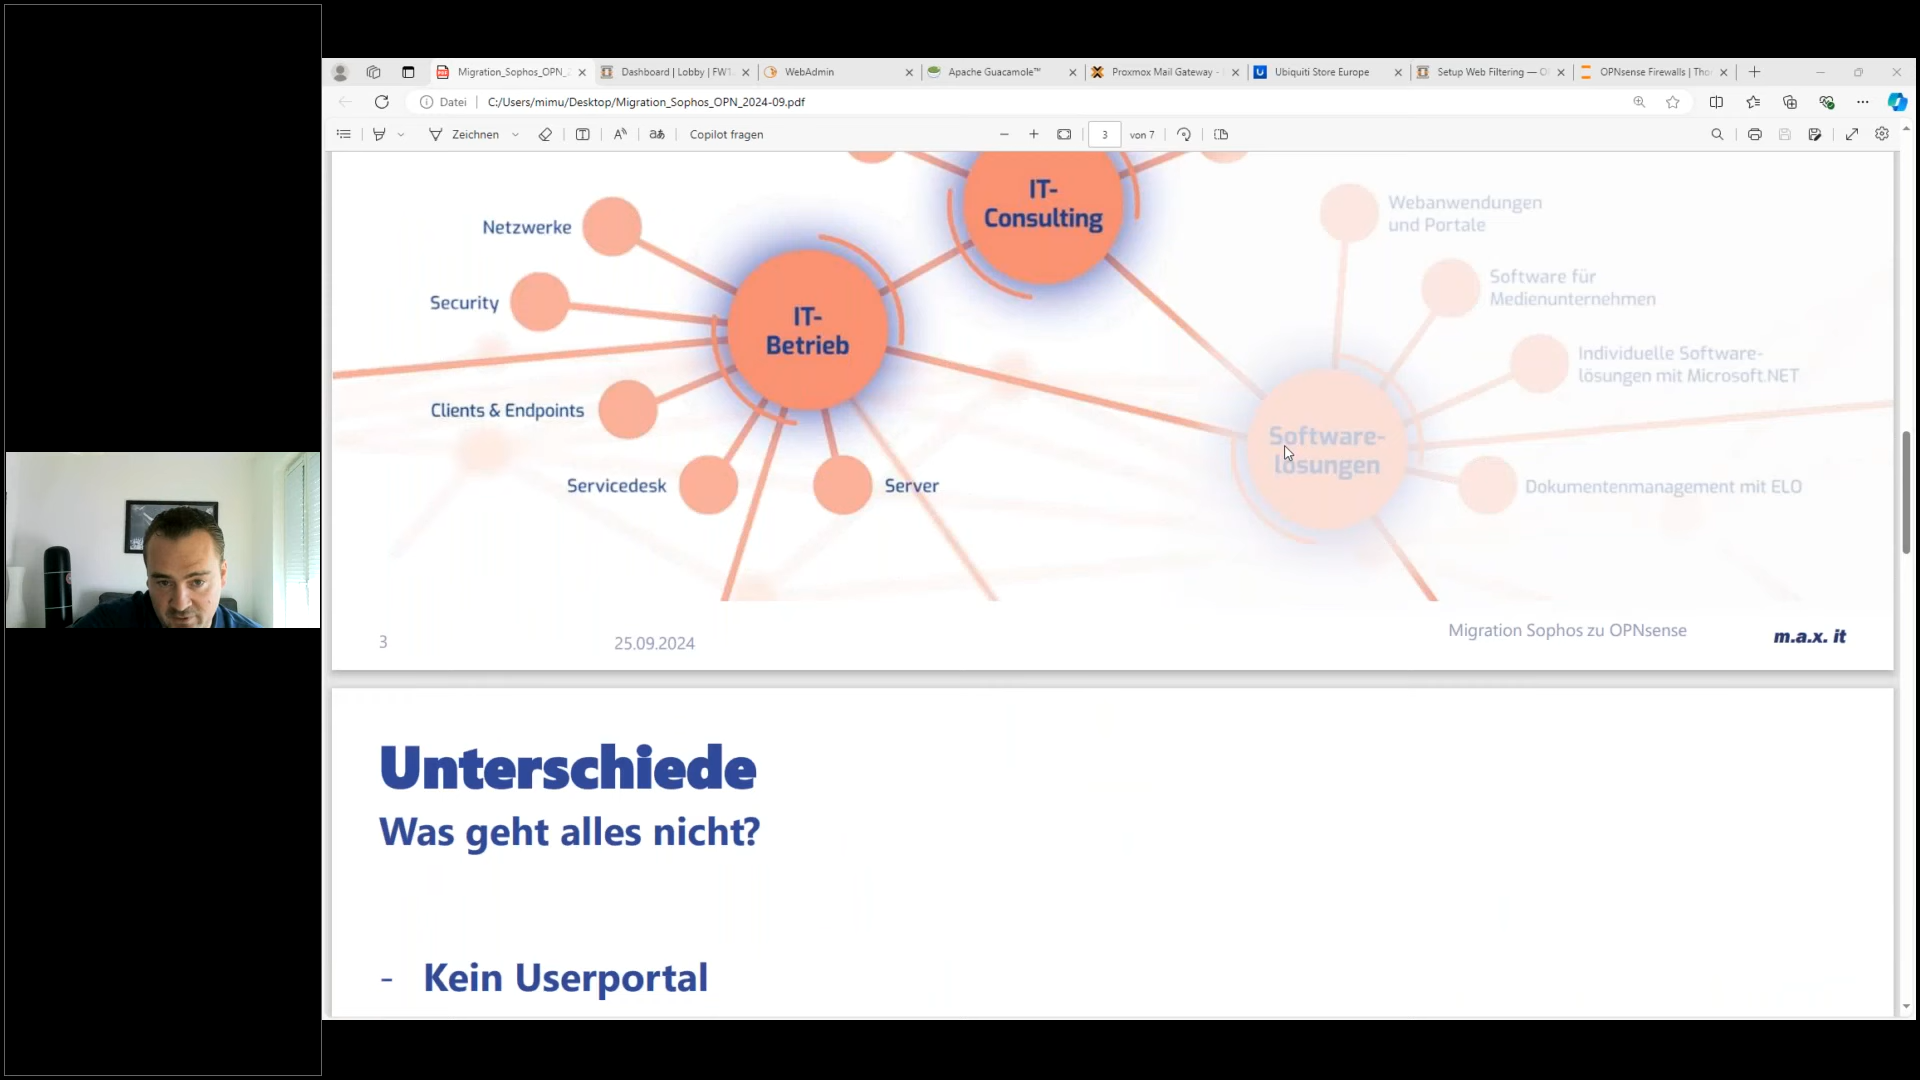 Migration_Sophos_OPN_
Dashboard | Lobby | FW1
WebAdmin
Apache Guacamole™
Proxmox Mail Gateway -
Ubiquiti Store Europe
Setup Web Filtering — O
OPNsense Firewalls | Tho
Datei
C:/Users/mimu/Desktop/Migration_Sophos_OPN_2024-09.pdf
Zeichnen
Copilot fragen
3
von 7
IT-
Consulting
Netzwerke
Security
IT-
Betrieb
Clients & Endpoints
Servicedesk
Server
Webanwendungen
und Portale
Software für
Medienunternehmen
Individuelle Software-
lösungen mit Microsoft.NET
Software-
lösungen
Dokumentenmanagement mit ELO
3
25.09.2024
Migration Sophos zu OPNsense
m.a.x. it
Unterschiede
Was geht alles nicht?
- Kein Userportal